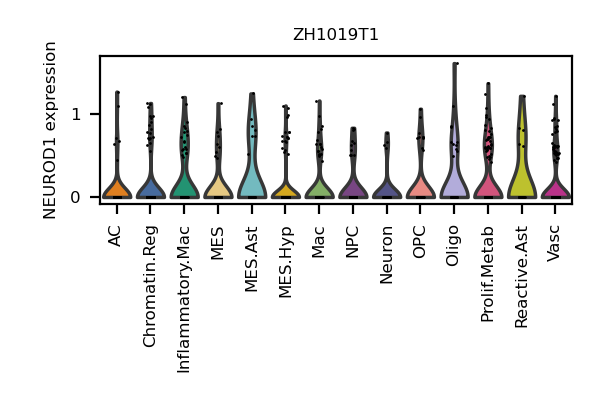 ZH1019T1
NEUROD1 expression
1
0
AC
Chromatin.Reg
Inflammatory.Mac
MES
MES.Ast
MES.Hyp
Mac
NPC
Neuron
OPC
Oligo
Prolif.Metab
Reactive.Ast
Vasc